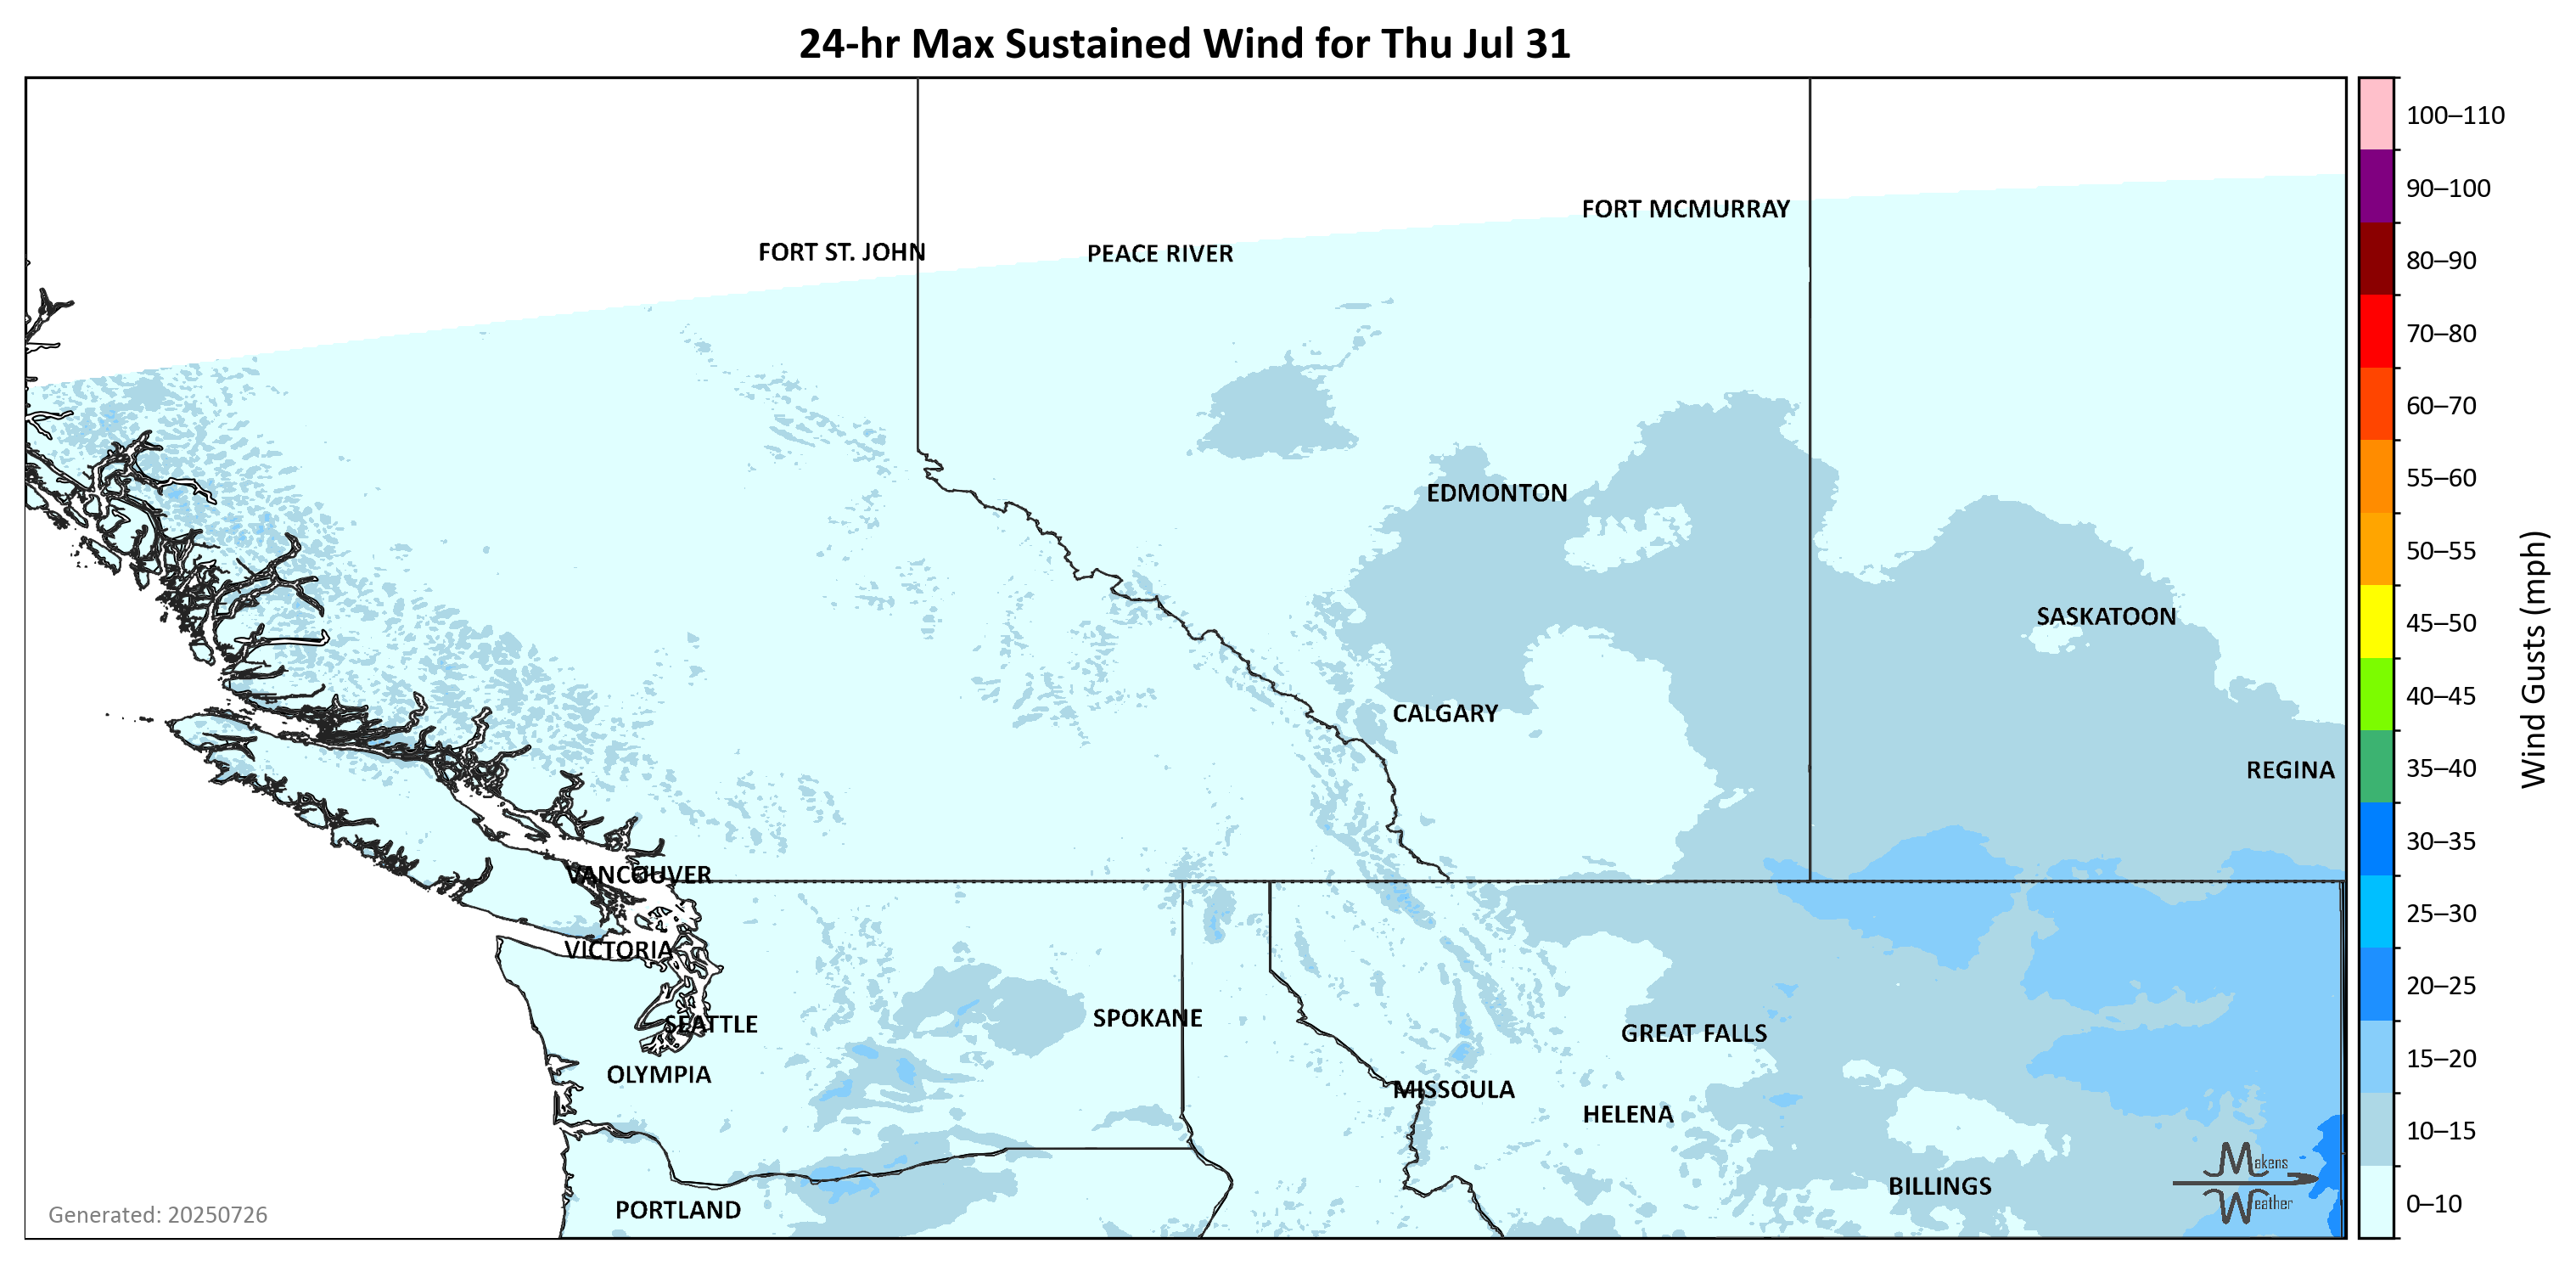 24-hr Max Sustained Wind for Thu Jul 31
FORT MCMURRAY
FORT ST. JOHN
PEACE RIVER
EDMONTON
SASKATOON
CALGARY
REGINA
VANCOUVER
VICTORIA
SEATTLE
SPOKANE
GREAT FALLS
OLYMPIA
MISSOULA
HELENA
BILLINGS
PORTLAND
Makens
Weather
Generated: 20250726
100–110
90–100
80–90
70–80
60–70
55–60
50–55
45–50
40–45
35–40
30–35
25–30
20–25
15–20
10–15
0–10
Wind Gusts (mph)